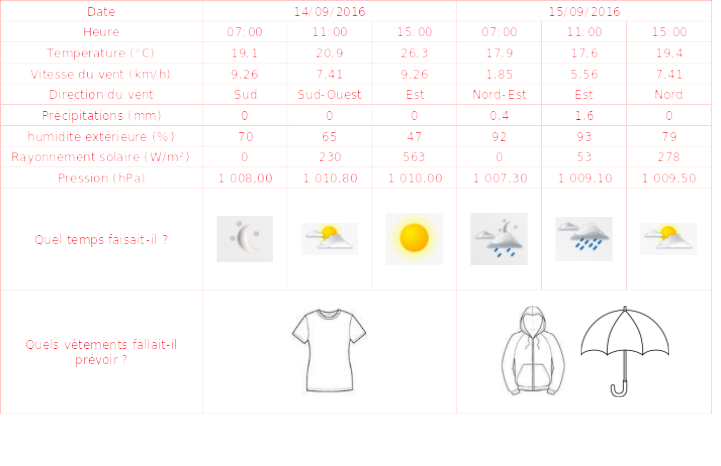 Date 14/09/2016 15/09/2016
Heure 07:00 11:00 15:00 07:00 11:00 15:00
Température (°C) 19,1 20,9 26,3 17,9 17,6 19,4
Vitesse du vent (km/h) 9,26 7,41 9,26 1,85 5,56 7,41
Direction du vent Sud Sud-Ouest Est Nord-Est Est Nord
Précipitations (mm) 0 0 0 0,4 1,6 0
humidité extérieure (%) 70 65 47 92 93 79
Rayonnement solaire (W/m²) 0 230 563 0 53 278
Pression (hPa) 1 008,00 1 010,80 1 010,00 1 007,30 1 009,10 1 009,50
Quel temps faisait-il ?
Quels vêtements fallait-il
prévoir ?